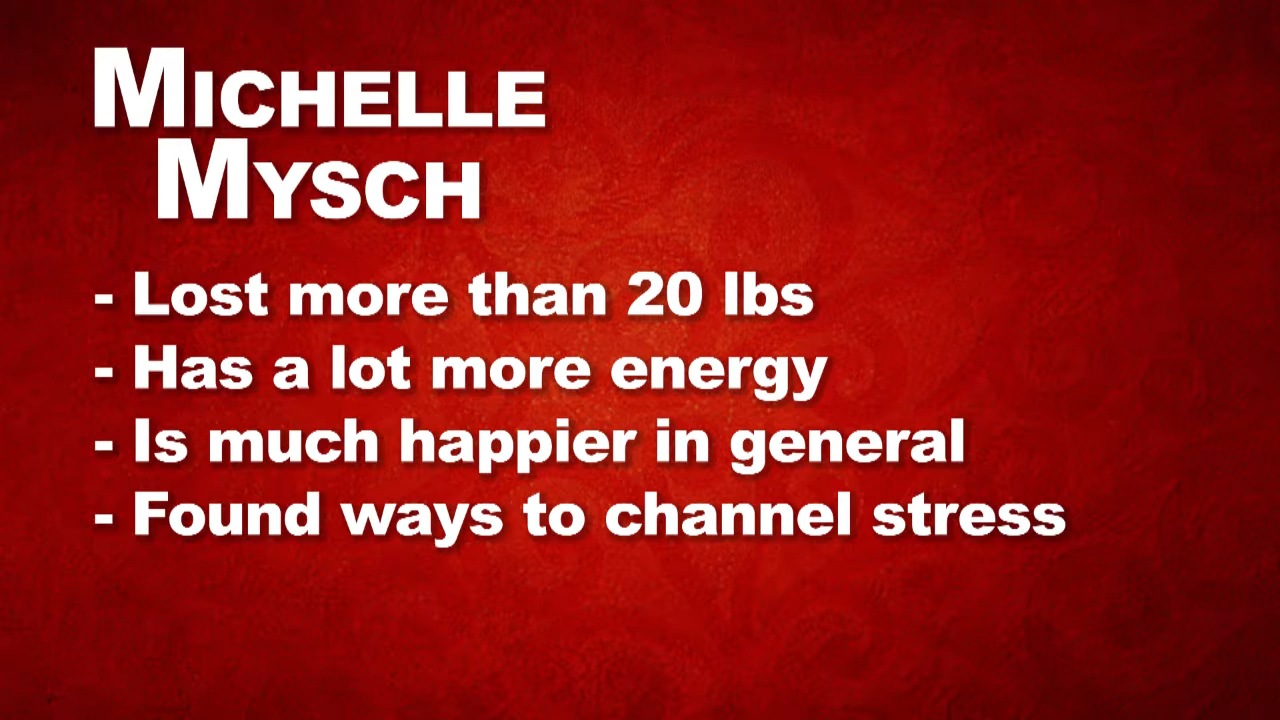 MICHELLE
MYSCH
- Lost more than 20 lbs
- Has a lot more energy
- Is much happier in general
- Found ways to channel stress